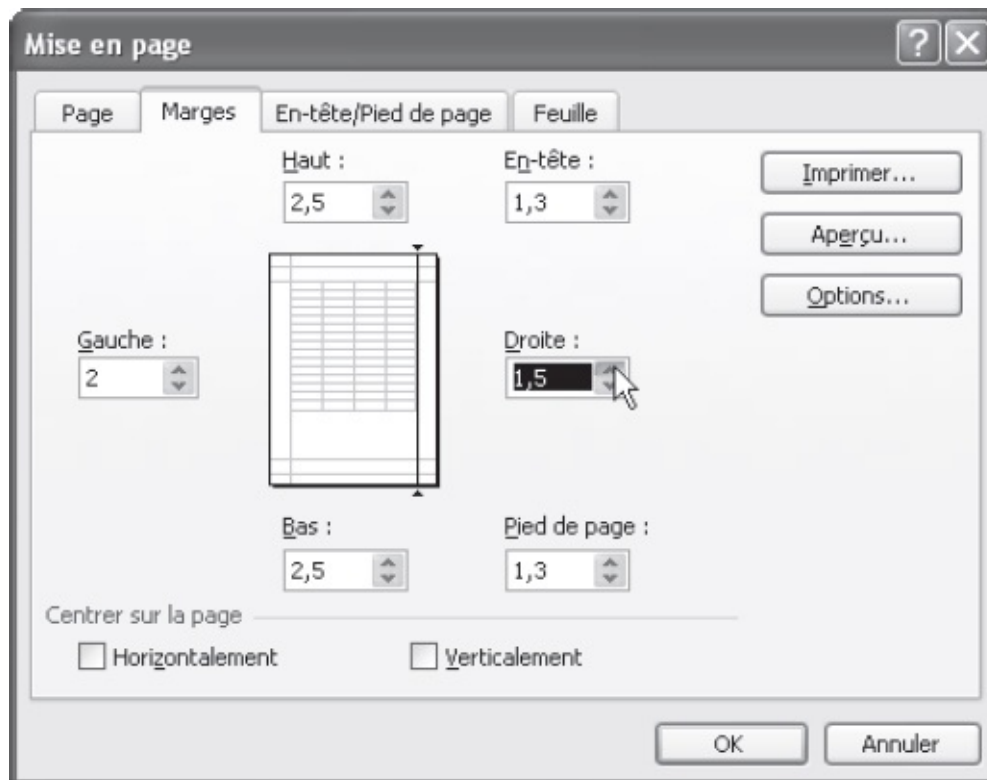 Mise en page
Page Marges En-tête/Pied de page Feuille
Haut : En-tête :
2,5 1,3
Imprimer...
Aperçu...
Options...
Gauche : Droite :
2 1,5
Bas : Pied de page :
2,5 1,3
Centrer sur la page
Horizontalement Verticalement
OK Annuler